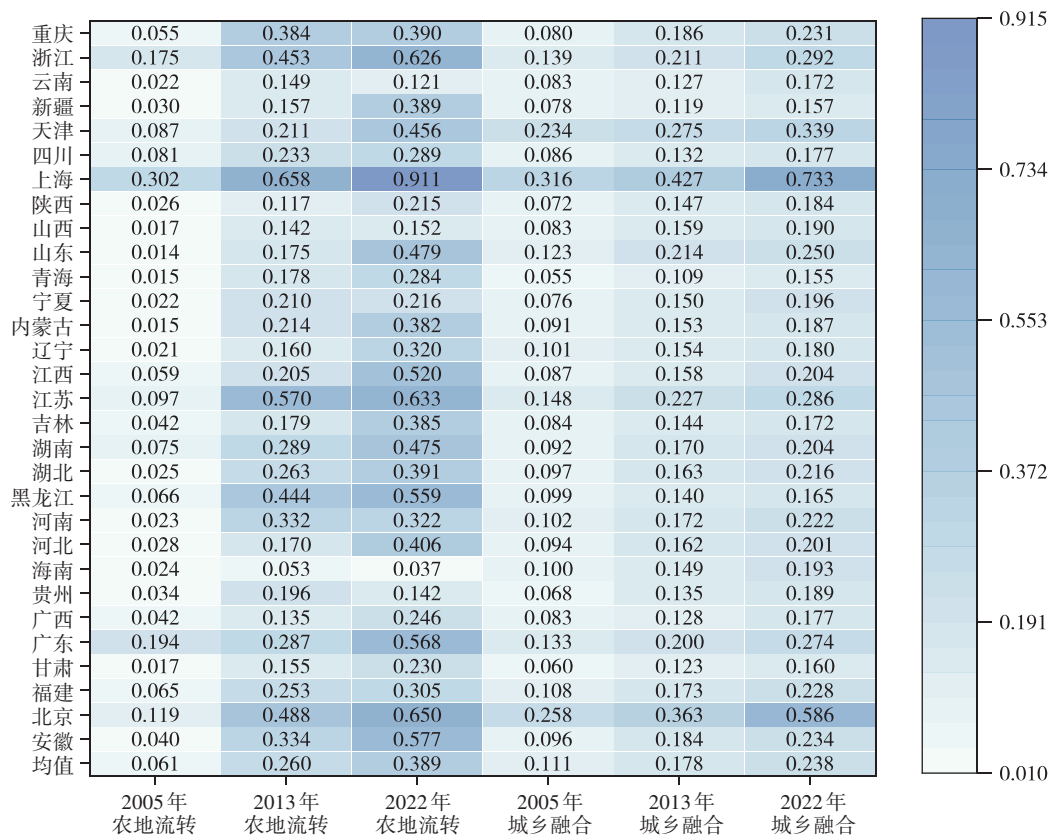 重庆 0.055 0.384 0.390 0.080 0.186 0.231
浙江 0.175 0.453 0.626 0.139 0.211 0.292
云南 0.022 0.149 0.121 0.083 0.127 0.172
新疆 0.030 0.157 0.389 0.078 0.119 0.157
天津 0.087 0.211 0.456 0.234 0.275 0.339
四川 0.081 0.233 0.289 0.086 0.132 0.177
上海 0.302 0.658 0.911 0.316 0.427 0.733
陕西 0.026 0.117 0.215 0.072 0.147 0.184
山西 0.017 0.142 0.152 0.083 0.159 0.190
山东 0.014 0.175 0.479 0.123 0.214 0.250
青海 0.015 0.178 0.284 0.055 0.109 0.155
宁夏 0.022 0.210 0.216 0.076 0.150 0.196
内蒙古 0.015 0.214 0.382 0.091 0.153 0.187
辽宁 0.021 0.160 0.320 0.101 0.154 0.180
江西 0.059 0.205 0.520 0.087 0.158 0.204
江苏 0.097 0.570 0.633 0.148 0.227 0.286
吉林 0.042 0.179 0.385 0.084 0.144 0.172
湖南 0.075 0.289 0.475 0.092 0.170 0.204
湖北 0.025 0.263 0.391 0.097 0.163 0.216
黑龙江 0.066 0.444 0.559 0.099 0.140 0.165
河南 0.023 0.332 0.322 0.102 0.172 0.222
河北 0.028 0.170 0.406 0.094 0.162 0.201
海南 0.024 0.053 0.037 0.100 0.149 0.193
贵州 0.034 0.196 0.142 0.068 0.135 0.189
广西 0.042 0.135 0.246 0.083 0.128 0.177
广东 0.194 0.287 0.568 0.133 0.200 0.274
甘肃 0.017 0.155 0.230 0.060 0.123 0.160
福建 0.065 0.253 0.305 0.108 0.173 0.228
北京 0.119 0.488 0.650 0.258 0.363 0.586
安徽 0.040 0.334 0.577 0.096 0.184 0.234
均值 0.061 0.260 0.389 0.111 0.178 0.238
2005年 2013年 2022年 2005年 2013年 2022年
农地流转 农地流转 农地流转 城乡融合 城乡融合 城乡融合
0.915
0.734
0.553
0.372
0.191
0.010